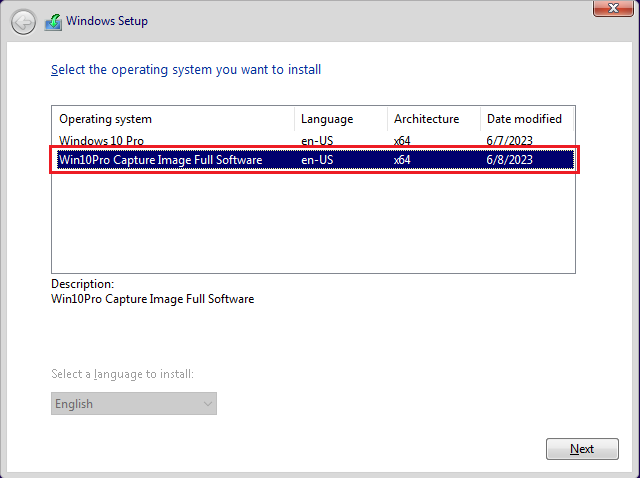 Windows Setup
Select the operating system you want to install
Operating system Language Architecture Date modified
Windows 10 Pro en-US x64 6/7/2023
Win10Pro Capture Image Full Software en-US x64 6/8/2023
Description:
Win10Pro Capture Image Full Software
Select a language to install:
English
Next